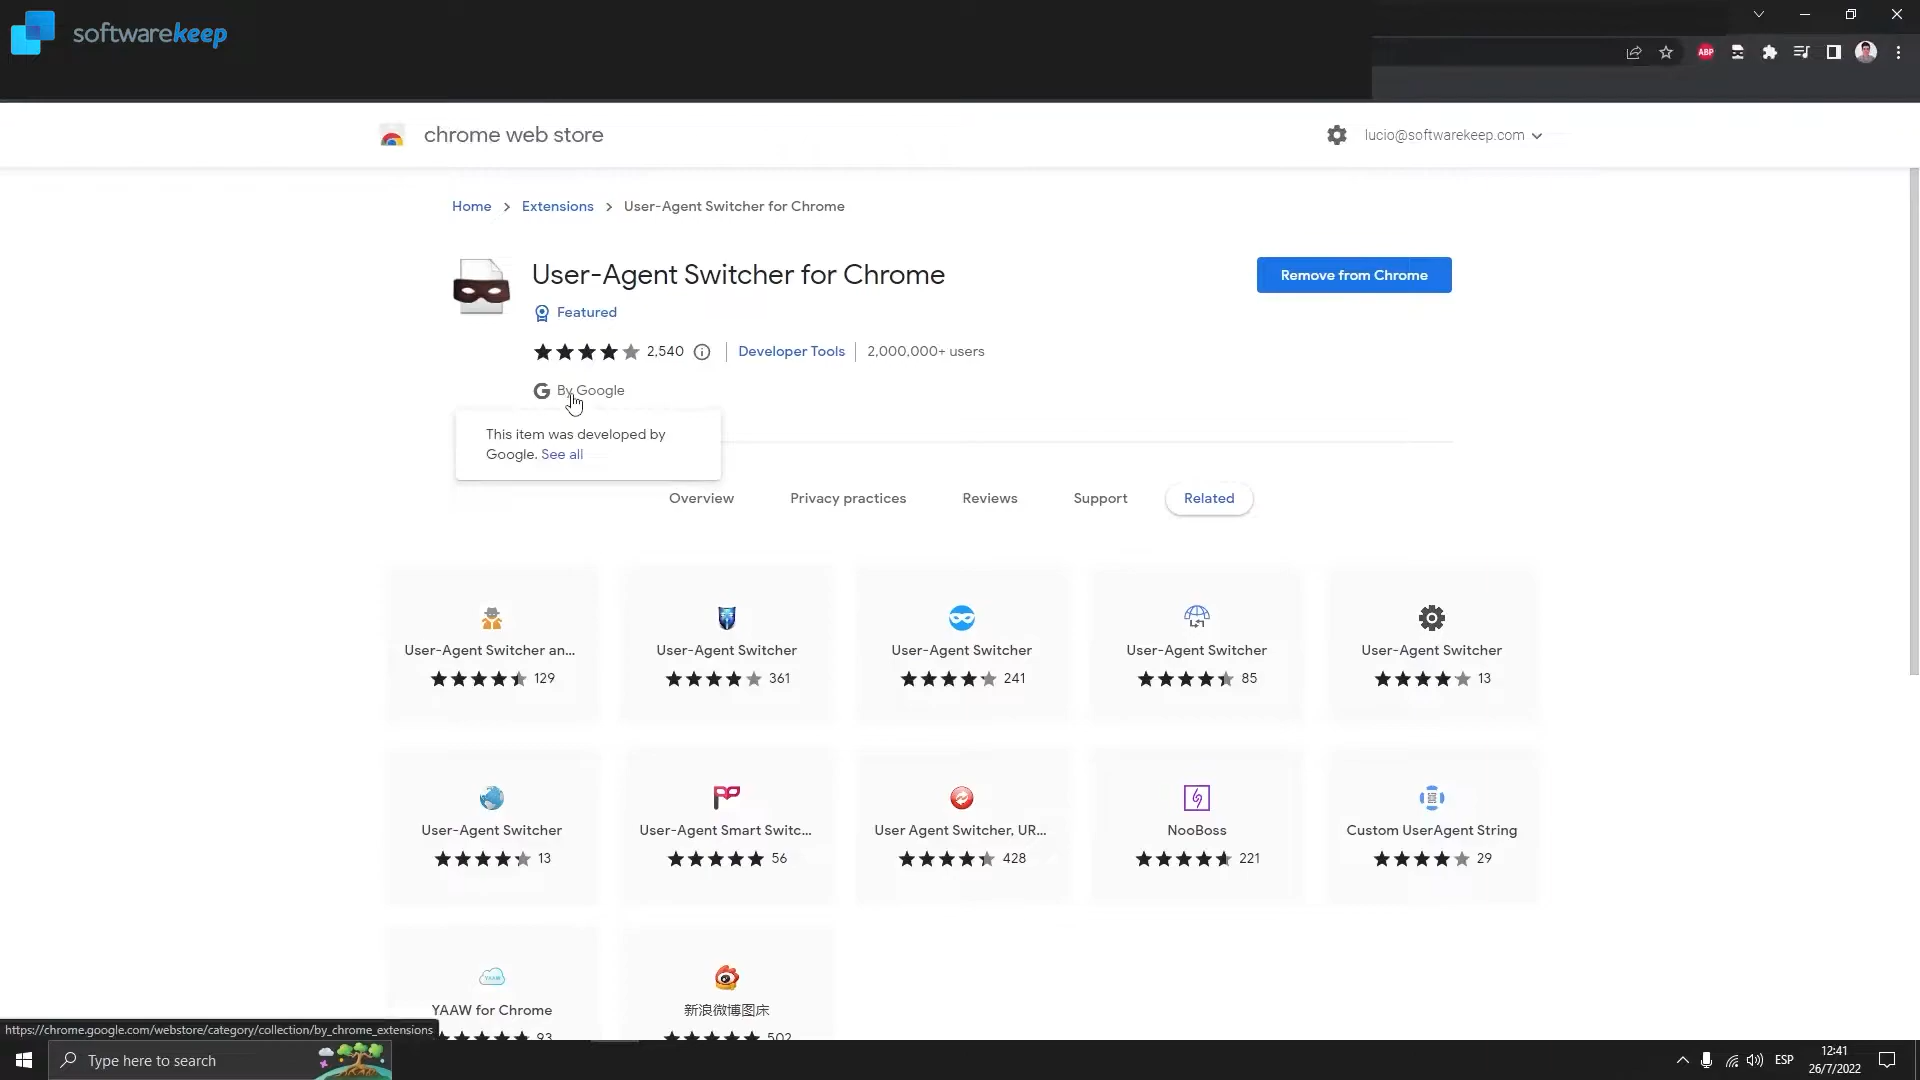 softwarekeep
ABP
chrome web store
lucio@softwarekeep.com
Home > Extensions > User-Agent Switcher for Chrome
User-Agent Switcher for Chrome
Remove from Chrome
Featured
2,540 Developer Tools 2,000,000+ users
By Google
This item was developed by
Google. See all
Overview Privacy practices Reviews Support Related
User-Agent Switcher an... User-Agent Switcher User-Agent Switcher User-Agent Switcher User-Agent Switcher
129 361 241 85 13
User-Agent Switcher User-Agent Smart Switc... User Agent Switcher, UR... NooBoss Custom UserAgent String
13 56 428 221 29
YAAW
YAAW for Chrome 新浪微博图床
93 502
https://chrome.google.com/webstore/category/collection/by_chrome_extensions
Type here to search
ESP
12:41
26/7/2022